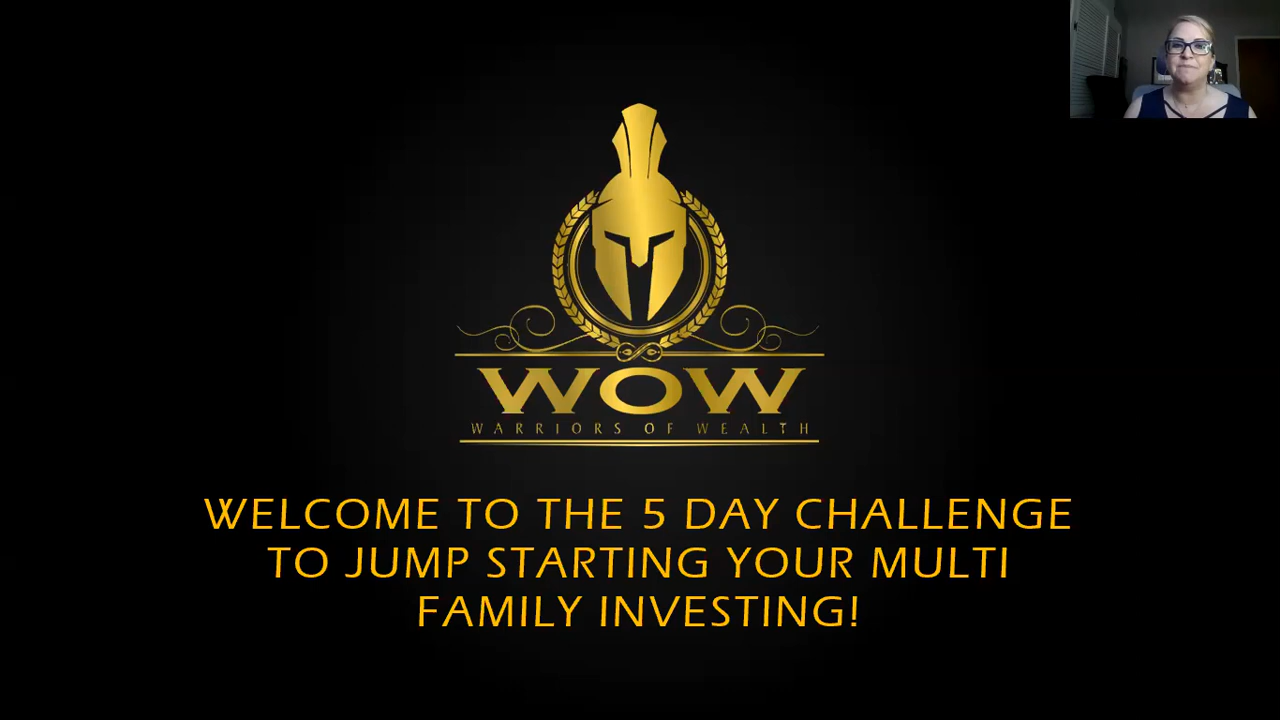 WOW
WARRIORS OF WEALTH
WELCOME TO THE 5 DAY CHALLENGE
TO JUMP STARTING YOUR MULTI
FAMILY INVESTING!